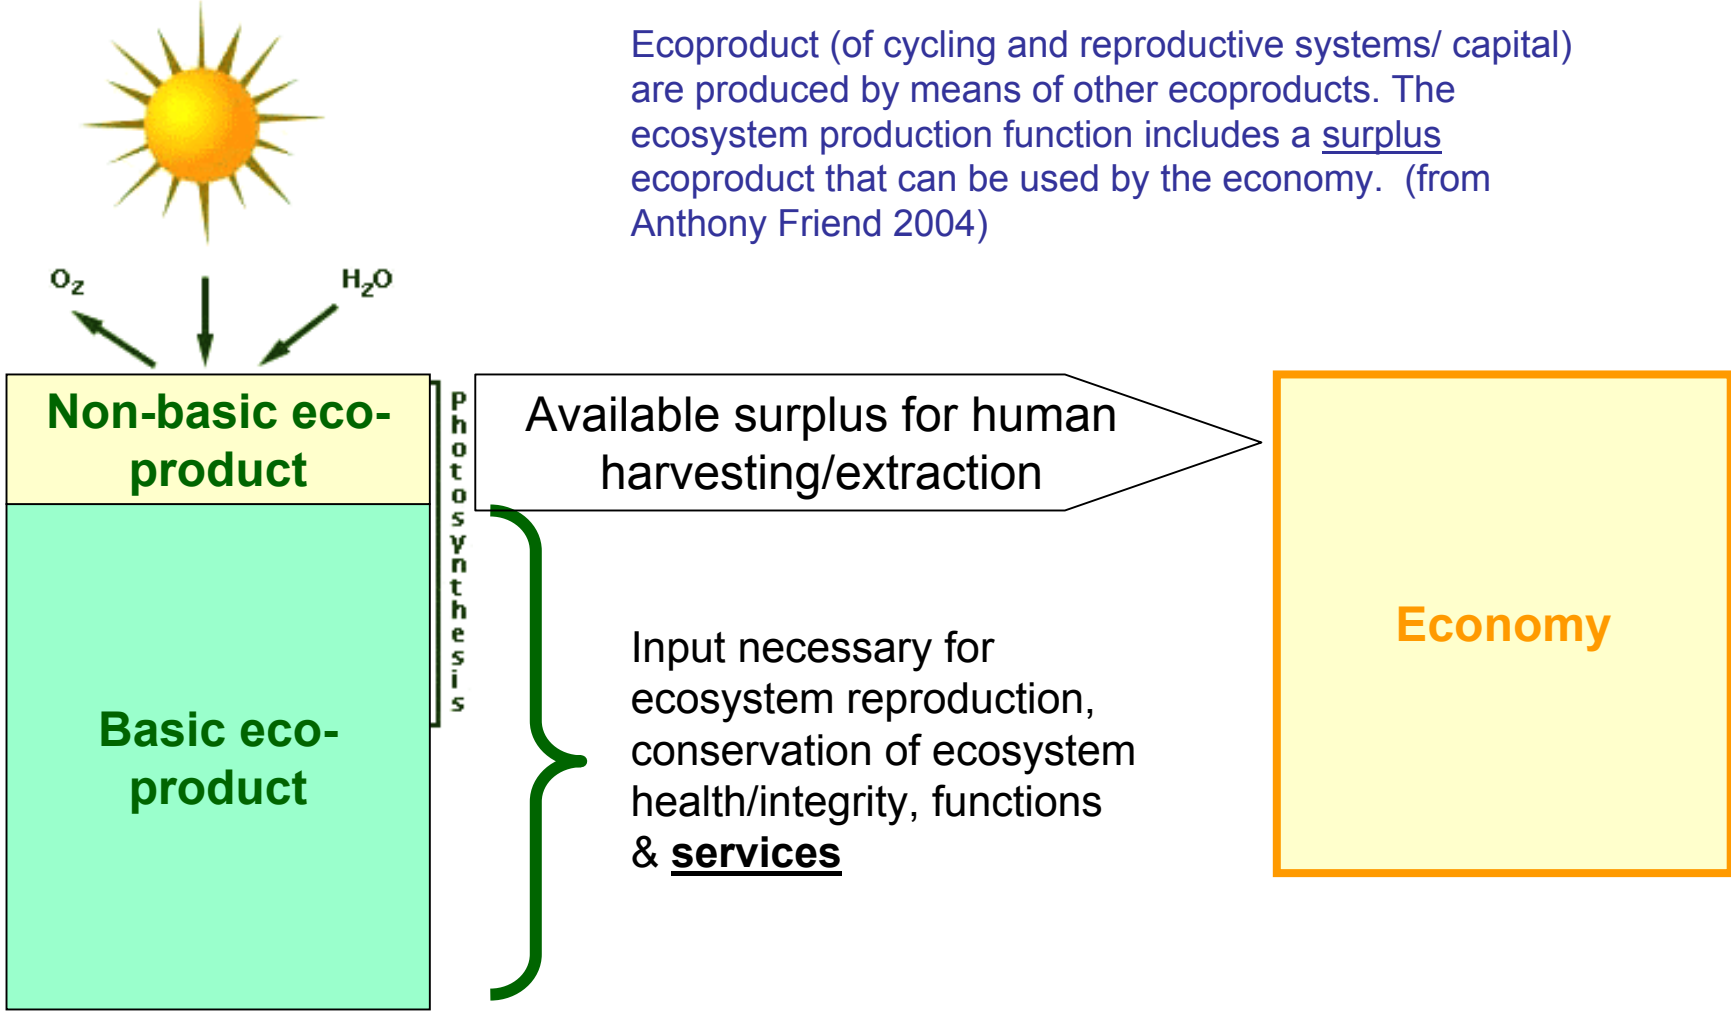 Ecoproduct (of cycling and reproductive systems/ capital)
are produced by means of other ecoproducts. The
ecosystem production function includes a surplus
ecoproduct that can be used by the economy.  (from
Anthony Friend 2004)
O2
H2O
Non-basic eco-
product
Photosynthesis
Available surplus for human
harvesting/extraction
Basic eco-
product
Input necessary for
ecosystem reproduction,
conservation of ecosystem
health/integrity, functions
& services
Economy